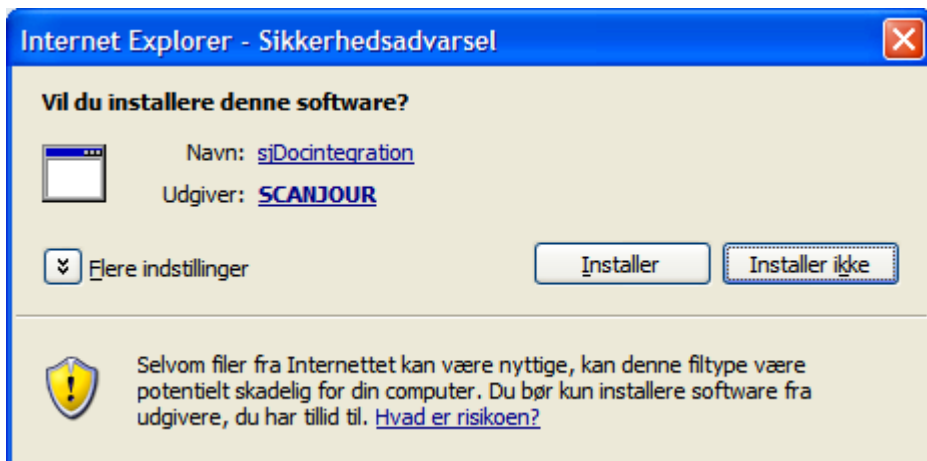 Internet Explorer - Sikkerhedsadvarsel
Vil du installere denne software?
Navn: sjDocintegration
Udgiver: SCANJOUR
Flere indstillinger
Installer
Installer ikke
Selvom filer fra Internettet kan være nyttige, kan denne filtype være
potentielt skadelig for din computer. Du bør kun installere software fra
udgivere, du har tillid til. Hvad er risikoen?